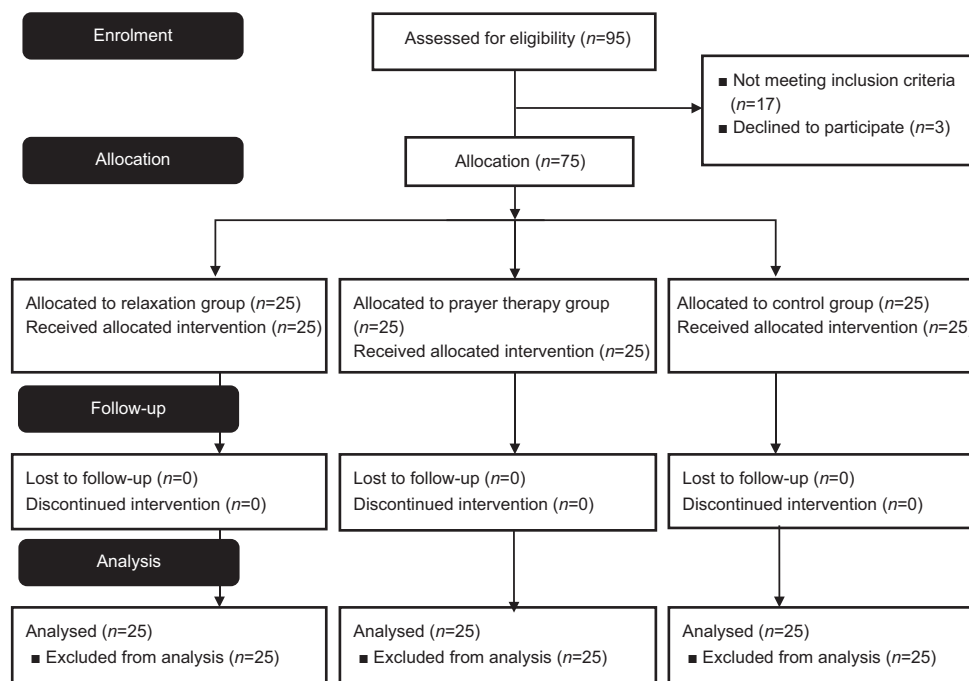 Enrolment
Assessed for eligibility (n=95)
■ Not meeting inclusion criteria
(n=17)
■ Declined to participate (n=3)
Allocation
Allocation (n=75)
Allocated to relaxation group (n=25)
Received allocated intervention (n=25)
Allocated to prayer therapy group
(n=25)
Received allocated intervention (n=25)
Allocated to control group (n=25)
Received allocated intervention (n=25)
Follow-up
Lost to follow-up (n=0)
Discontinued intervention (n=0)
Lost to follow-up (n=0)
Discontinued intervention (n=0)
Lost to follow-up (n=0)
Discontinued intervention (n=0)
Analysis
Analysed (n=25)
■ Excluded from analysis (n=25)
Analysed (n=25)
■ Excluded from analysis (n=25)
Analysed (n=25)
■ Excluded from analysis (n=25)